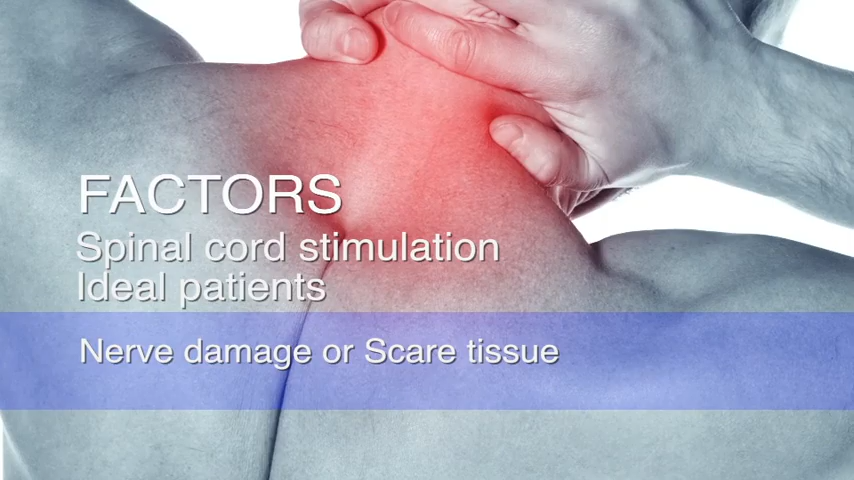 FACTORS
Spinal cord stimulation
Ideal patients
Nerve damage or Scare tissue